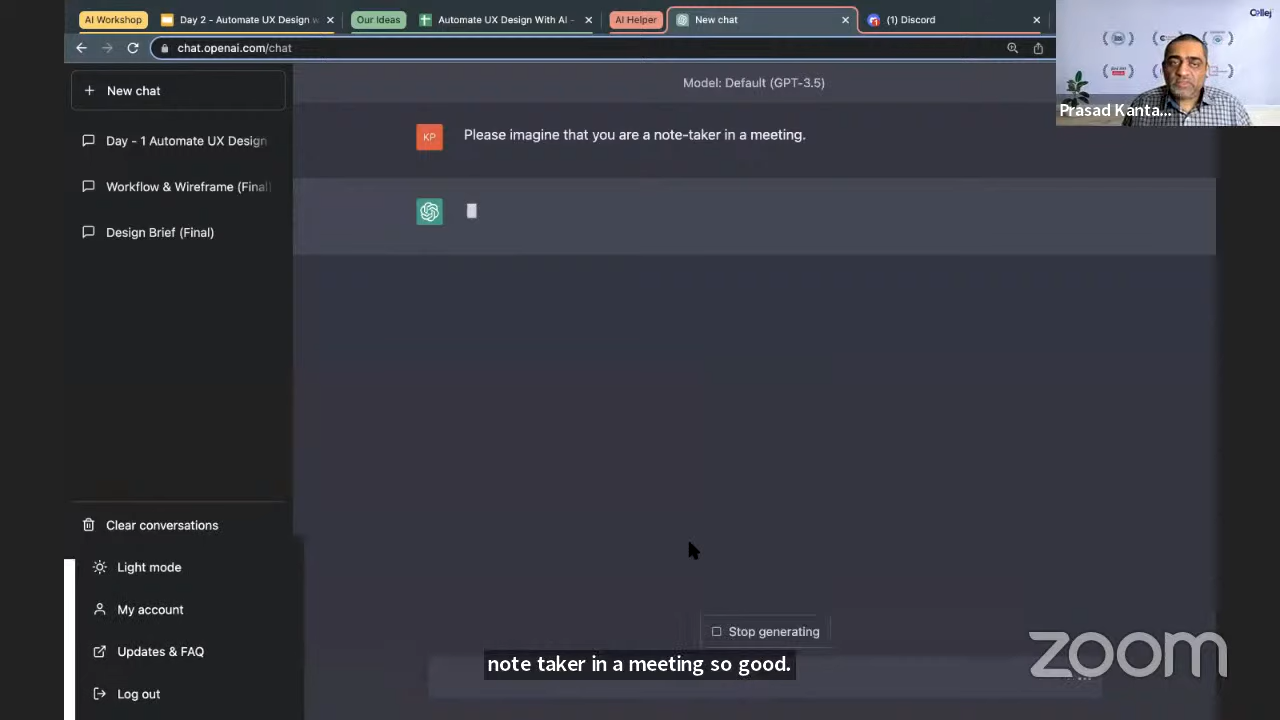 AI Workshop
Day 2 - Automate UX Design w
Our Ideas
Automate UX Design With AI -
AI Helper
New chat
(1) Discord
chat.openai.com/chat
Collej
Prasad Kanta...
New chat
Day - 1 Automate UX Design
Workflow & Wireframe (Final)
Design Brief (Final)
Clear conversations
Light mode
My account
Updates & FAQ
Log out
Model: Default (GPT-3.5)
KP
Please imagine that you are a note-taker in a meeting.
Stop generating
note taker in a meeting so good.
zoom